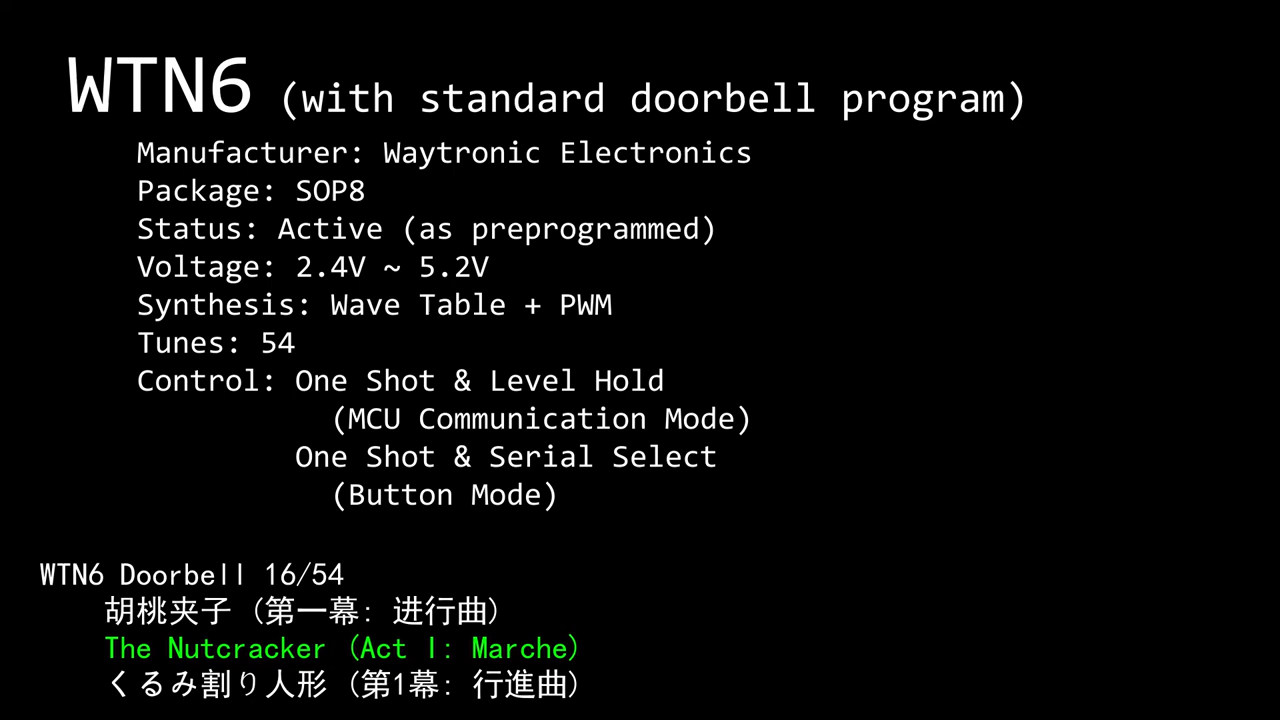 WTN6 (with standard doorbell program)
Manufacturer: Waytronic Electronics
Package: SOP8
Status: Active (as preprogrammed)
Voltage: 2.4V ~ 5.2V
Synthesis: Wave Table + PWM
Tunes: 54
Control: One Shot & Level Hold
(MCU Communication Mode)
One Shot & Serial Select
(Button Mode)
WTN6 Doorbell 16/54
胡桃夹子 (第一幕: 进行曲)
The Nutcracker (Act I: Marche)
くるみ割り人形 (第1幕: 行進曲)